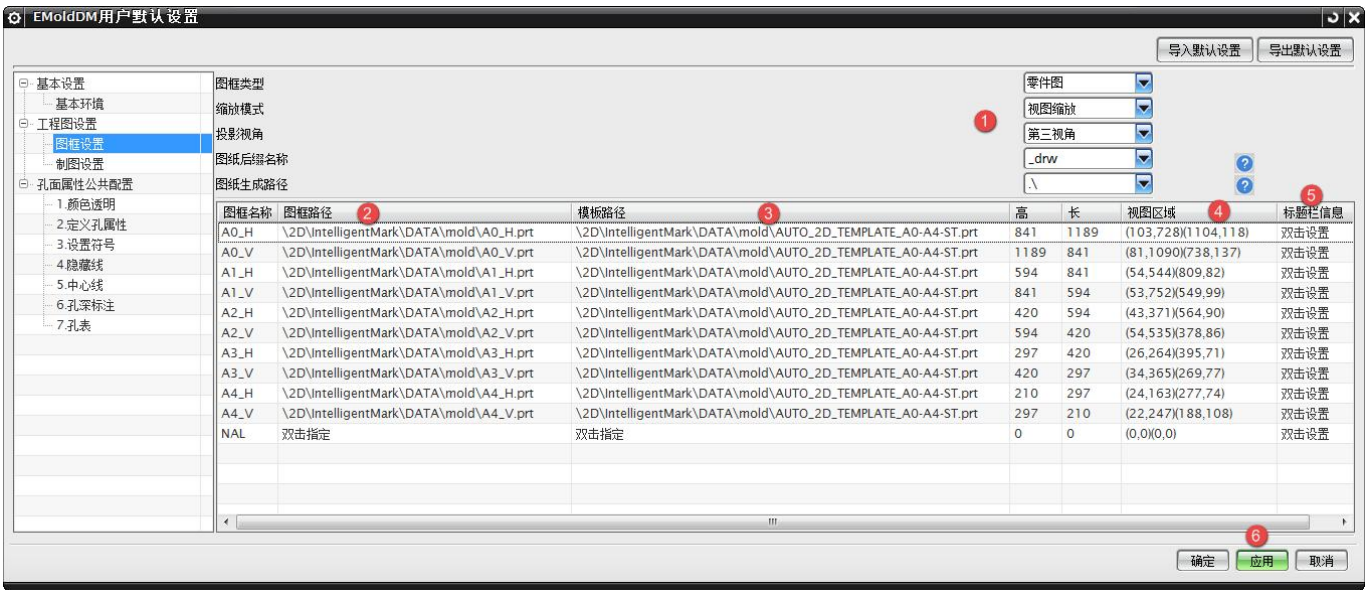 EMoldDM用户默认设置
导入默认设置 导出默认设置
基本设置
基本环境
工程图设置
图框设置
制图设置
孔面属性公共配置
1.颜色透明
2.定义孔属性
3.设置符号
4.隐藏线
5.中心线
6.孔深标注
7.孔表
图框类型 零件图
缩放模式 视图缩放
1
投影视角 第三视角
图纸后缀名称 _drw ?
图纸生成路径 .\ ?
图框名称 图框路径 2 模板路径 3 高 长 视图区域 4 标题栏信息 5
A0_H \2D\IntelligentMark\DATA\mold\A0_H.prt \2D\IntelligentMark\DATA\mold\AUTO_2D_TEMPLATE_A0-A4-ST.prt 841 1189 (103,728)(1104,118) 双击设置
A0_V \2D\IntelligentMark\DATA\mold\A0_V.prt \2D\IntelligentMark\DATA\mold\AUTO_2D_TEMPLATE_A0-A4-ST.prt 1189 841 (81,1090)(738,137) 双击设置
A1_H \2D\IntelligentMark\DATA\mold\A1_H.prt \2D\IntelligentMark\DATA\mold\AUTO_2D_TEMPLATE_A0-A4-ST.prt 594 841 (54,544)(809,82) 双击设置
A1_V \2D\IntelligentMark\DATA\mold\A1_V.prt \2D\IntelligentMark\DATA\mold\AUTO_2D_TEMPLATE_A0-A4-ST.prt 841 594 (53,752)(549,99) 双击设置
A2_H \2D\IntelligentMark\DATA\mold\A2_H.prt \2D\IntelligentMark\DATA\mold\AUTO_2D_TEMPLATE_A0-A4-ST.prt 420 594 (43,371)(564,90) 双击设置
A2_V \2D\IntelligentMark\DATA\mold\A2_V.prt \2D\IntelligentMark\DATA\mold\AUTO_2D_TEMPLATE_A0-A4-ST.prt 594 420 (54,535)(378,86) 双击设置
A3_H \2D\IntelligentMark\DATA\mold\A3_H.prt \2D\IntelligentMark\DATA\mold\AUTO_2D_TEMPLATE_A0-A4-ST.prt 297 420 (26,264)(395,71) 双击设置
A3_V \2D\IntelligentMark\DATA\mold\A3_V.prt \2D\IntelligentMark\DATA\mold\AUTO_2D_TEMPLATE_A0-A4-ST.prt 420 297 (34,365)(269,77) 双击设置
A4_H \2D\IntelligentMark\DATA\mold\A4_H.prt \2D\IntelligentMark\DATA\mold\AUTO_2D_TEMPLATE_A0-A4-ST.prt 210 297 (24,163)(277,74) 双击设置
A4_V \2D\IntelligentMark\DATA\mold\A4_V.prt \2D\IntelligentMark\DATA\mold\AUTO_2D_TEMPLATE_A0-A4-ST.prt 297 210 (22,247)(188,108) 双击设置
NAL 双击指定 双击指定 0 0 (0,0)(0,0) 双击设置
6
确定 应用 取消